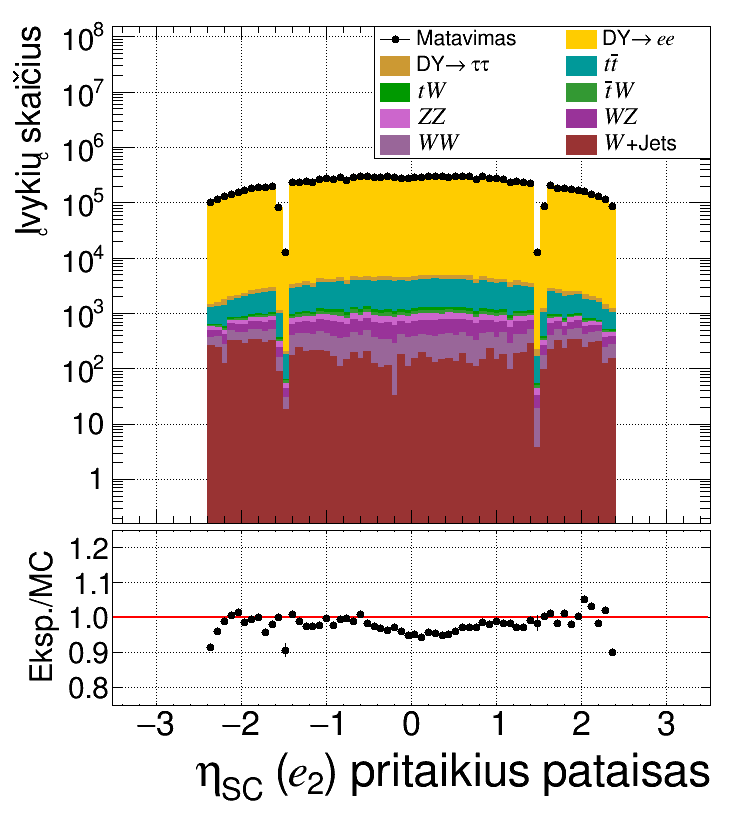 Įvykių skaičius
10⁸
10⁷
10⁶
10⁵
10⁴
10³
10²
10
1
Matavimas
DY→ ee
DY→ ττ
tt̄
tW
t̄W
ZZ
WZ
WW
W+Jets
Eksp./MC
1.2
1.1
1.0
0.9
0.8
−3 −2 −1 0 1 2 3
η_SC (e₂) pritaikius pataisas